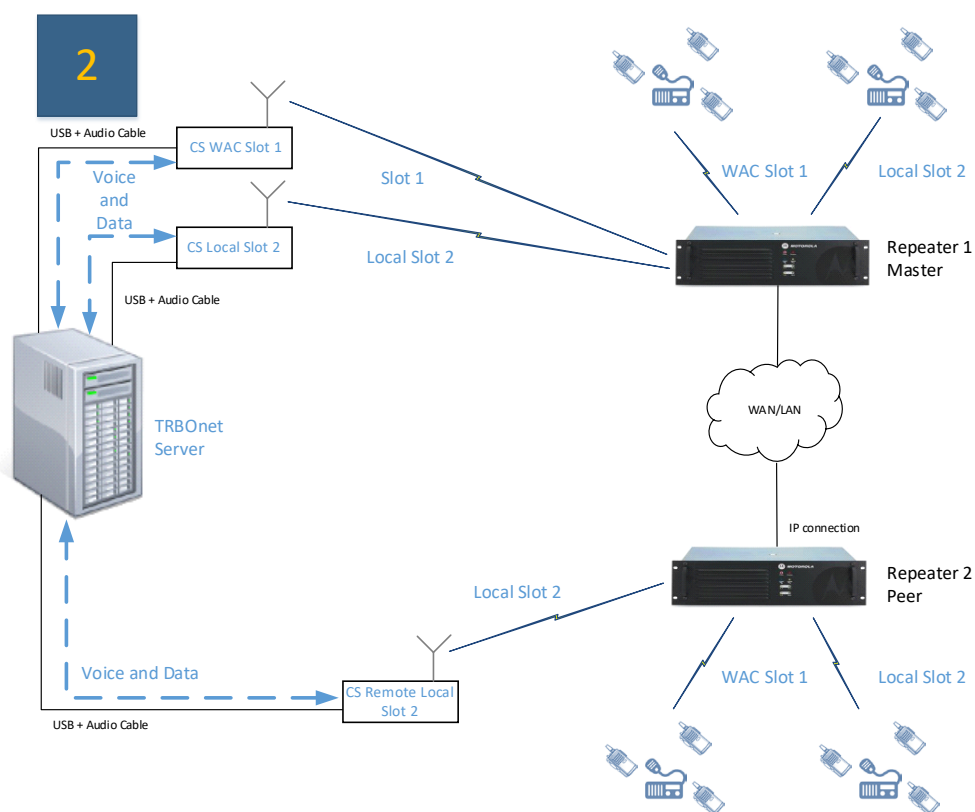 2
USB + Audio Cable
CS WAC Slot 1
Voice
and
Data
Slot 1
WAC Slot 1
Local Slot 2
CS Local Slot 2
Local Slot 2
Repeater 1
Master
MOTOROLA
USB + Audio Cable
WAN/LAN
TRBOnet
Server
IP connection
MOTOROLA
Repeater 2
Peer
Local Slot 2
Voice and Data
CS Remote Local
Slot 2
WAC Slot 1
Local Slot 2
USB + Audio Cable